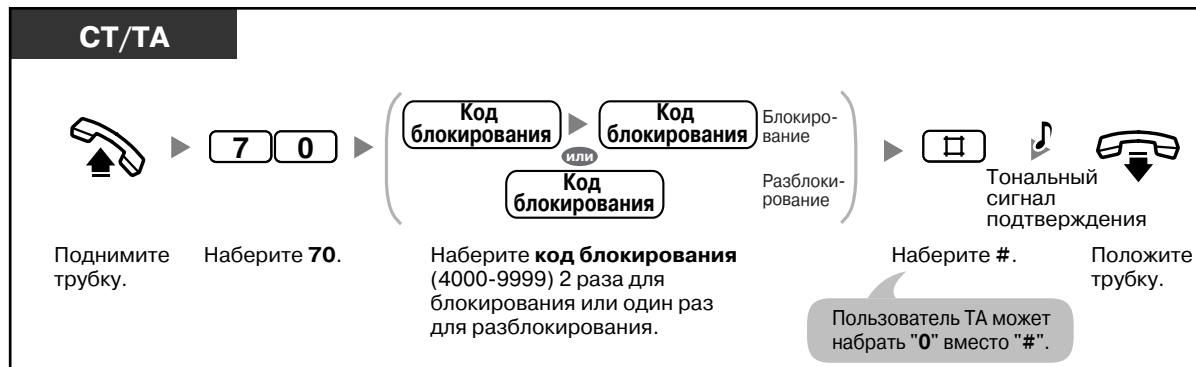 СТ/ТА
7 0
Код блокирования
Код блокирования
Блокиро-
вание
или
Код блокирования
Разблоки-
рование
Тональный
сигнал
подтверждения
Поднимите
трубку.
Наберите 70.
Наберите код блокирования
(4000-9999) 2 раза для
блокирования или один раз
для разблокирования.
Наберите #.
Положите
трубку.
Пользователь ТА может
набрать "0" вместо "#".